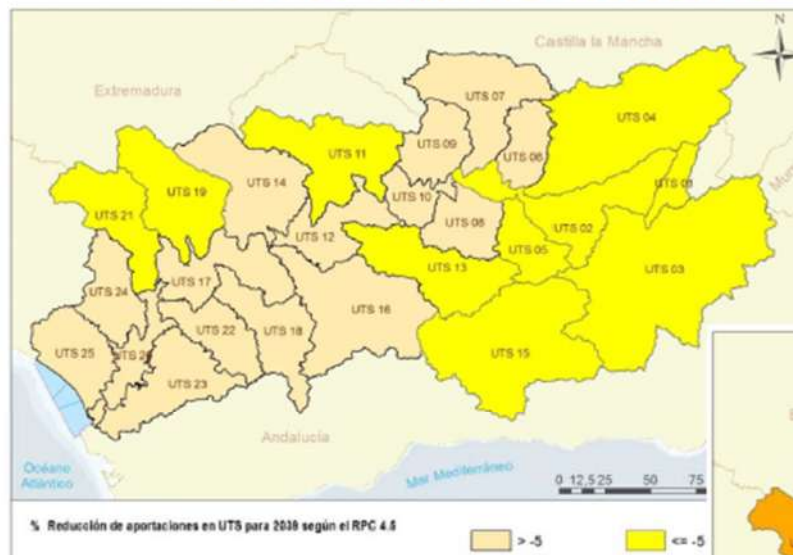 N
Castilla la Mancha
Extremadura
UTS 07
UTS 04
UTS 09
UTS 06
UTS 11
UTS 14
UTS 19
UTS 01
UTS 21
UTS 10
UTS 08
UTS 12
UTS 02
UTS 05
UTS 03
UTS 13
UTS 17
UTS 24
UTS 16
UTS 22
UTS 18
UTS 25
UTS 15
UTS 23
Andalucía
Océano
Atlántico
Mar Mediterráneo
0 12,5 25 50 75
% Reducción de aportaciones en UTS para 2039 según el RPC 4.5
> -5
<= -5